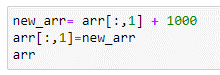 new_arr= arr[:,1] + 1000
arr[:,1]=new_arr
arr